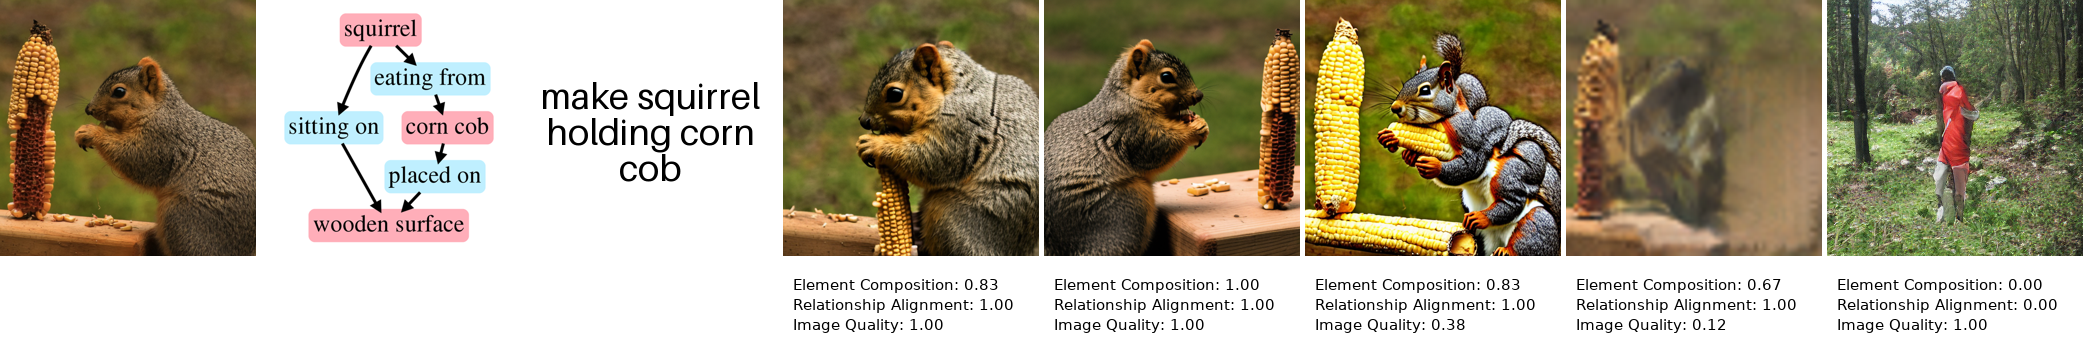 squirrel
eating from
sitting on
corn cob
placed on
wooden surface
make squirrel
holding corn
cob
Element Composition: 0.83
Relationship Alignment: 1.00
Image Quality: 1.00
Element Composition: 1.00
Relationship Alignment: 1.00
Image Quality: 1.00
Element Composition: 0.83
Relationship Alignment: 1.00
Image Quality: 0.38
Element Composition: 0.67
Relationship Alignment: 1.00
Image Quality: 0.12
Element Composition: 0.00
Relationship Alignment: 0.00
Image Quality: 1.00